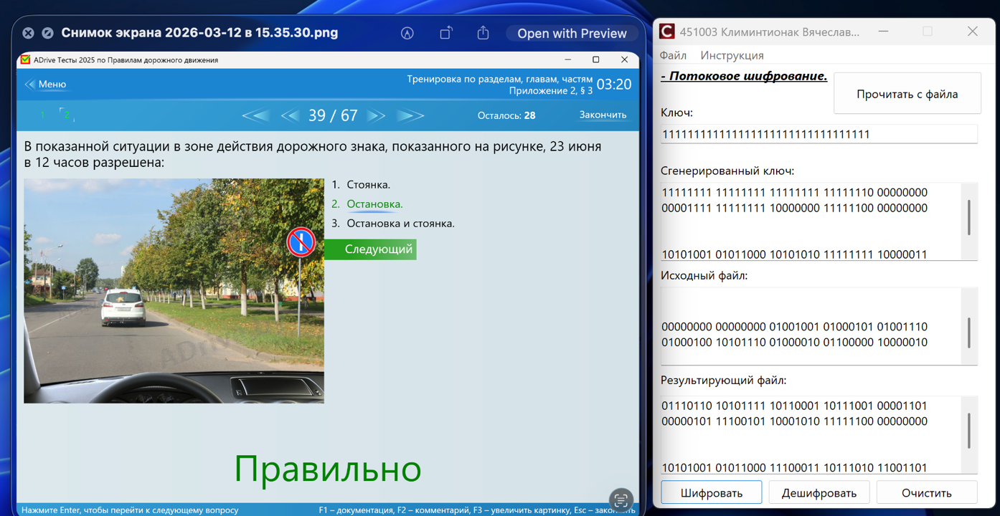 Снимок экрана 2026-03-12 в 15.35.30.png
Open with Preview
ADrive Тесты 2025 по Правилам дорожного движения
Меню
Тренировка по разделам, главам, частям
Приложение 2, § 3
03:20
1 2
39 / 67
Осталось: 28
Закончить
В показанной ситуации в зоне действия дорожного знака, показанного на рисунке, 23 июня
в 12 часов разрешена:
1. Стоянка.
2. Остановка.
3. Остановка и стоянка.
Следующий
Правильно
Нажмите Enter, чтобы перейти к следующему вопросу
F1 – документация, F2 – комментарий, F3 – увеличить картинку, Esc – закончить
451003 Климинтионак Вячеслав...
Файл Инструкция
- Потоковое шифрование.
Прочитать с файла
Ключ:
111111111111111111111111111111111
Сгенерированный ключ:
11111111 11111111 11111111 11111110 00000000
00001111 11111111 10000000 11111100 00000000
10101001 01011000 10101010 11111111 10000011
Исходный файл:
00000000 00000000 01001001 01000101 01001110
01000100 10101110 01000010 01100000 10000010
Результирующий файл:
01110110 10101111 10110001 10111001 00001101
00000101 11100101 10001010 11111100 00000000
10101001 01011000 11100011 10111010 11001101
Шифровать
Дешифровать
Очистить